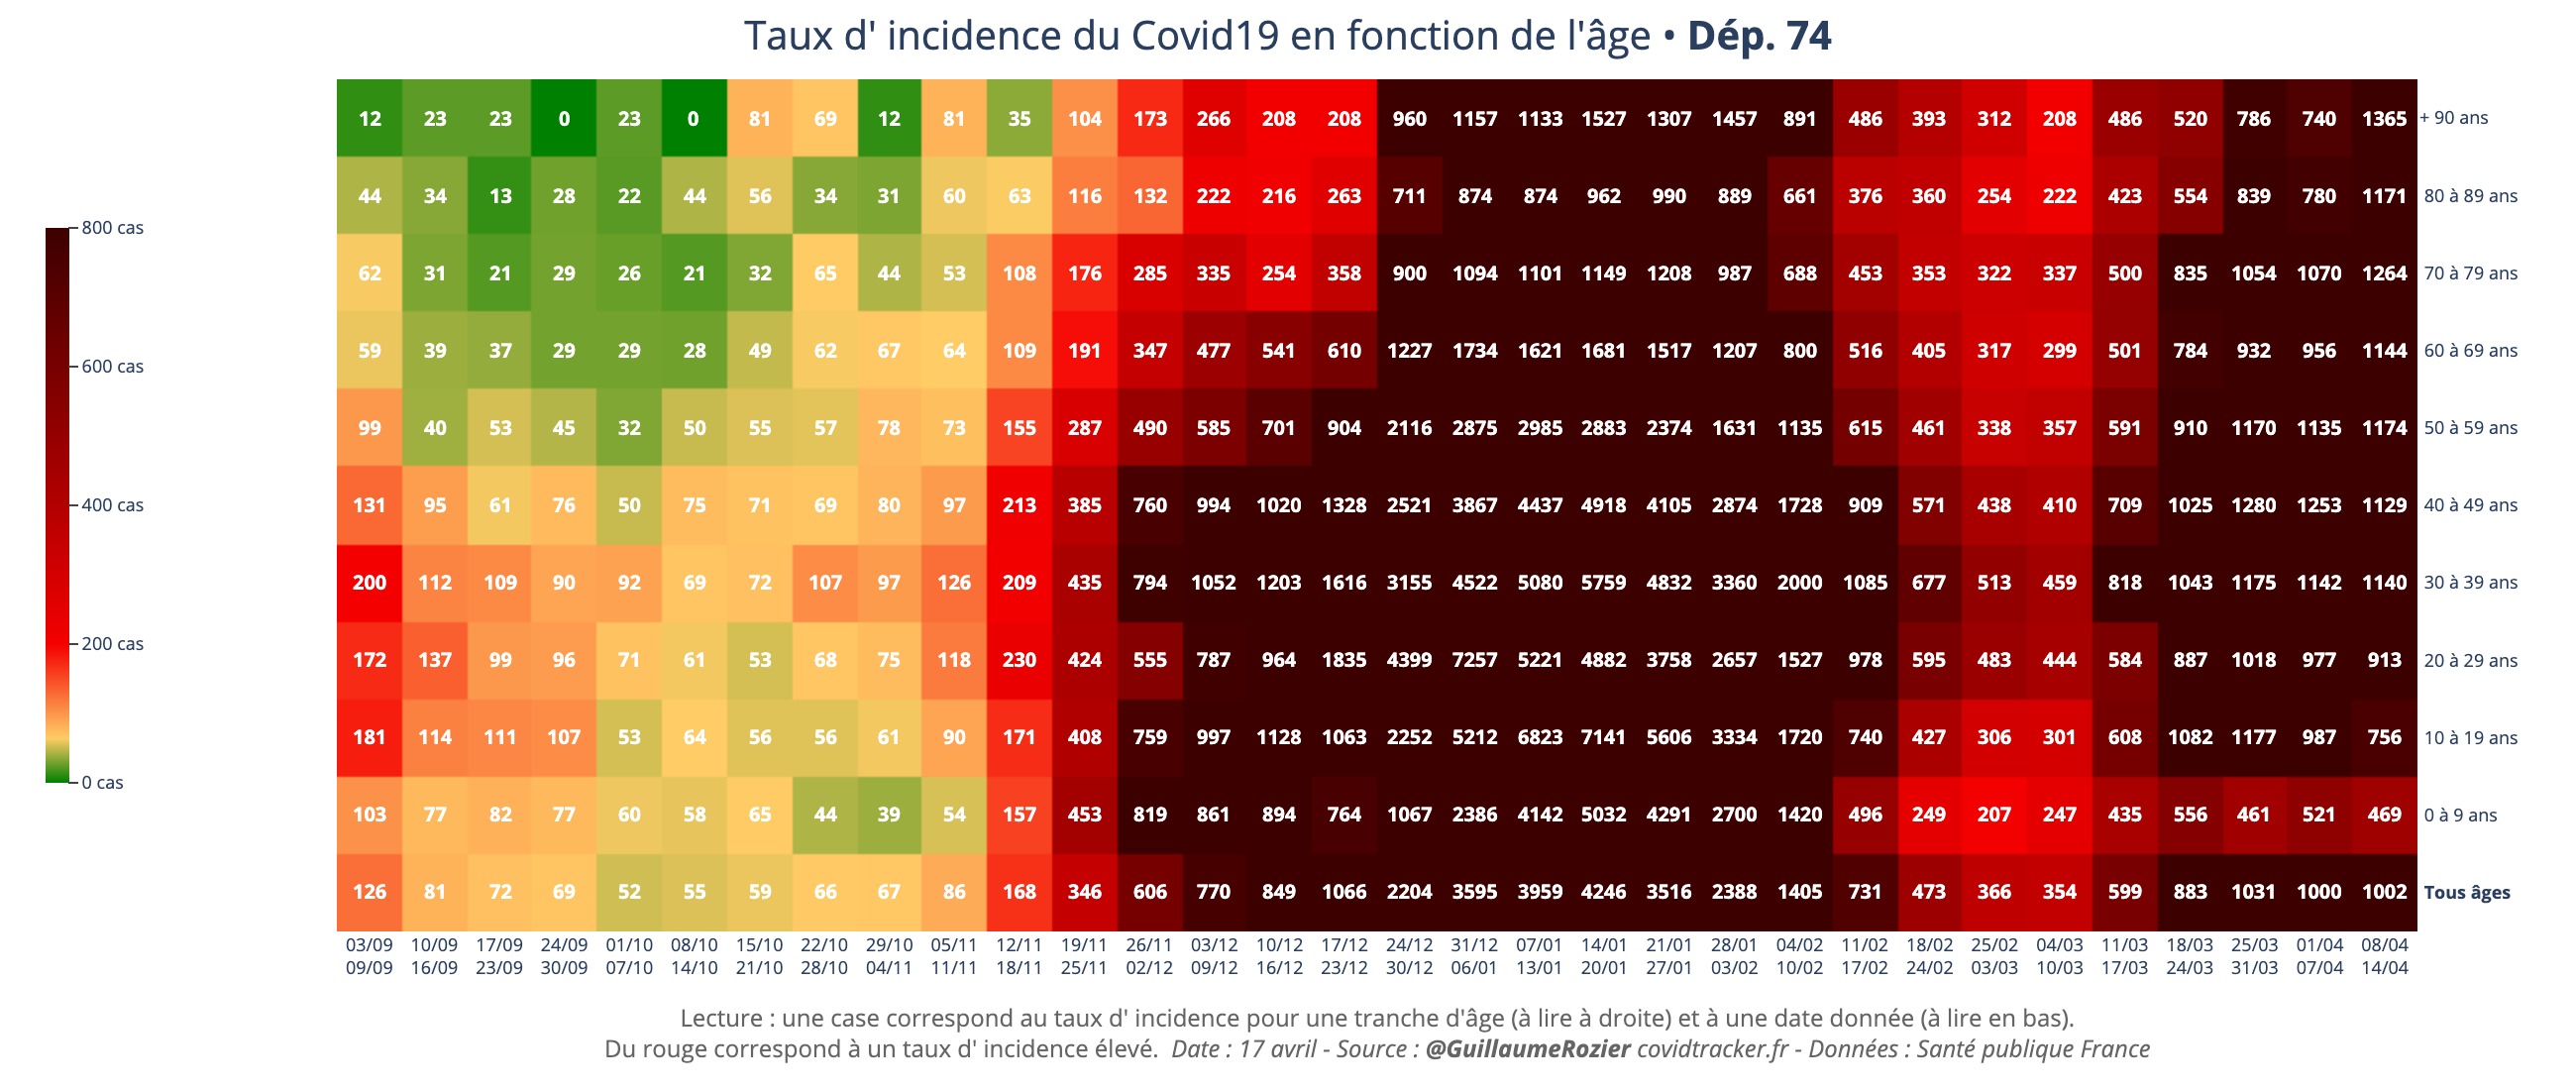 Taux d' incidence du Covid19 en fonction de l'âge • Dép. 74
12 23 23 0 23 0 81 69 12 81 35 104 173 266 208 208 960 1157 1133 1527 1307 1457 891 486 393 312 208 486 520 786 740 1365 + 90 ans
44 34 13 28 22 44 56 34 31 60 63 116 132 222 216 263 711 874 874 962 990 889 661 376 360 254 222 423 554 839 780 1171 80 à 89 ans
800 cas
62 31 21 29 26 21 32 65 44 53 108 176 285 335 254 358 900 1094 1101 1149 1208 987 688 453 353 322 337 500 835 1054 1070 1264 70 à 79 ans
59 39 37 29 29 28 49 62 67 64 109 191 347 477 541 610 1227 1734 1621 1681 1517 1207 800 516 405 317 299 501 784 932 956 1144 60 à 69 ans
600 cas
99 40 53 45 32 50 55 57 78 73 155 287 490 585 701 904 2116 2875 2985 2883 2374 1631 1135 615 461 338 357 591 910 1170 1135 1174 50 à 59 ans
400 cas
131 95 61 76 50 75 71 69 80 97 213 385 760 994 1020 1328 2521 3867 4437 4918 4105 2874 1728 909 571 438 410 709 1025 1280 1253 1129 40 à 49 ans
200 112 109 90 92 69 72 107 97 126 209 435 794 1052 1203 1616 3155 4522 5080 5759 4832 3360 2000 1085 677 513 459 818 1043 1175 1142 1140 30 à 39 ans
200 cas
172 137 99 96 71 61 53 68 75 118 230 424 555 787 964 1835 4399 7257 5221 4882 3758 2657 1527 978 595 483 444 584 887 1018 977 913 20 à 29 ans
181 114 111 107 53 64 56 56 61 90 171 408 759 997 1128 1063 2252 5212 6823 7141 5606 3334 1720 740 427 306 301 608 1082 1177 987 756 10 à 19 ans
0 cas
103 77 82 77 60 58 65 44 39 54 157 453 819 861 894 764 1067 2386 4142 5032 4291 2700 1420 496 249 207 247 435 556 461 521 469 0 à 9 ans
126 81 72 69 52 55 59 66 67 86 168 346 606 770 849 1066 2204 3595 3959 4246 3516 2388 1405 731 473 366 354 599 883 1031 1000 1002 Tous âges
03/09 10/09 17/09 24/09 01/10 08/10 15/10 22/10 29/10 05/11 12/11 19/11 26/11 03/12 10/12 17/12 24/12 31/12 07/01 14/01 21/01 28/01 04/02 11/02 18/02 25/02 04/03 11/03 18/03 25/03 01/04 08/04
09/09 16/09 23/09 30/09 07/10 14/10 21/10 28/10 04/11 11/11 18/11 25/11 02/12 09/12 16/12 23/12 30/12 06/01 13/01 20/01 27/01 03/02 10/02 17/02 24/02 03/03 10/03 17/03 24/03 31/03 07/04 14/04
Lecture : une case correspond au taux d' incidence pour une tranche d'âge (à lire à droite) et à une date donnée (à lire en bas).
Du rouge correspond à un taux d' incidence élevé. Date : 17 avril - Source : @GuillaumeRozier covidtracker.fr - Données : Santé publique France